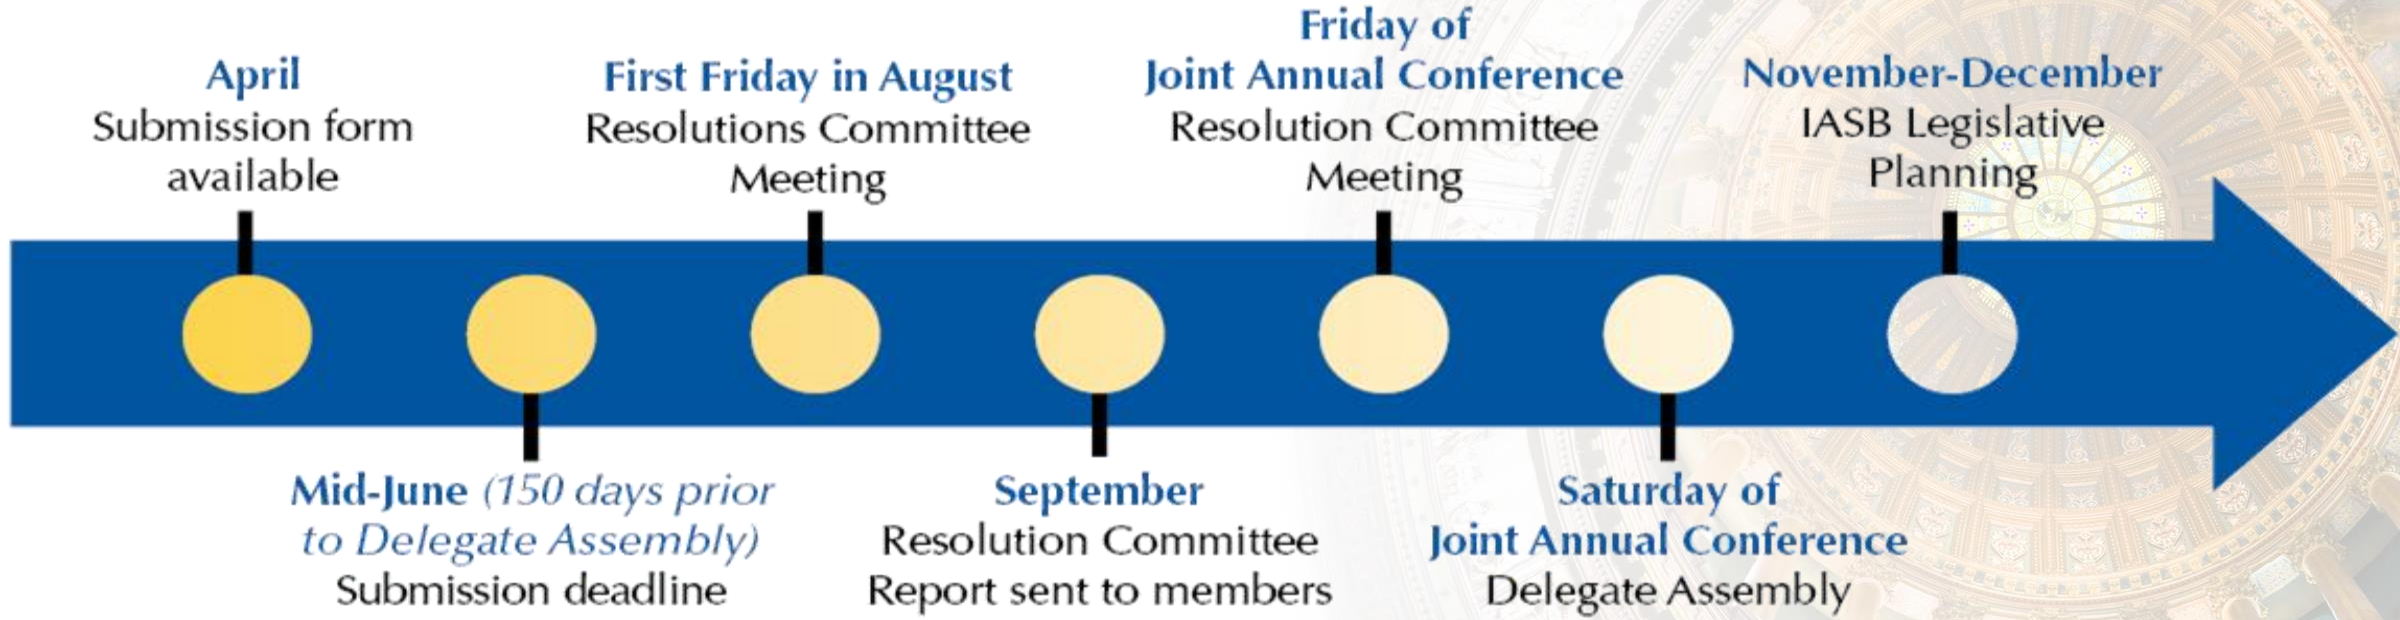 April
Submission form
available
Mid-June (150 days prior
to Delegate Assembly)
Submission deadline
First Friday in August
Resolutions Committee
Meeting
September
Resolution Committee
Report sent to members
Friday of
Joint Annual Conference
Resolution Committee
Meeting
Saturday of
Joint Annual Conference
Delegate Assembly
November-December
IASB Legislative
Planning